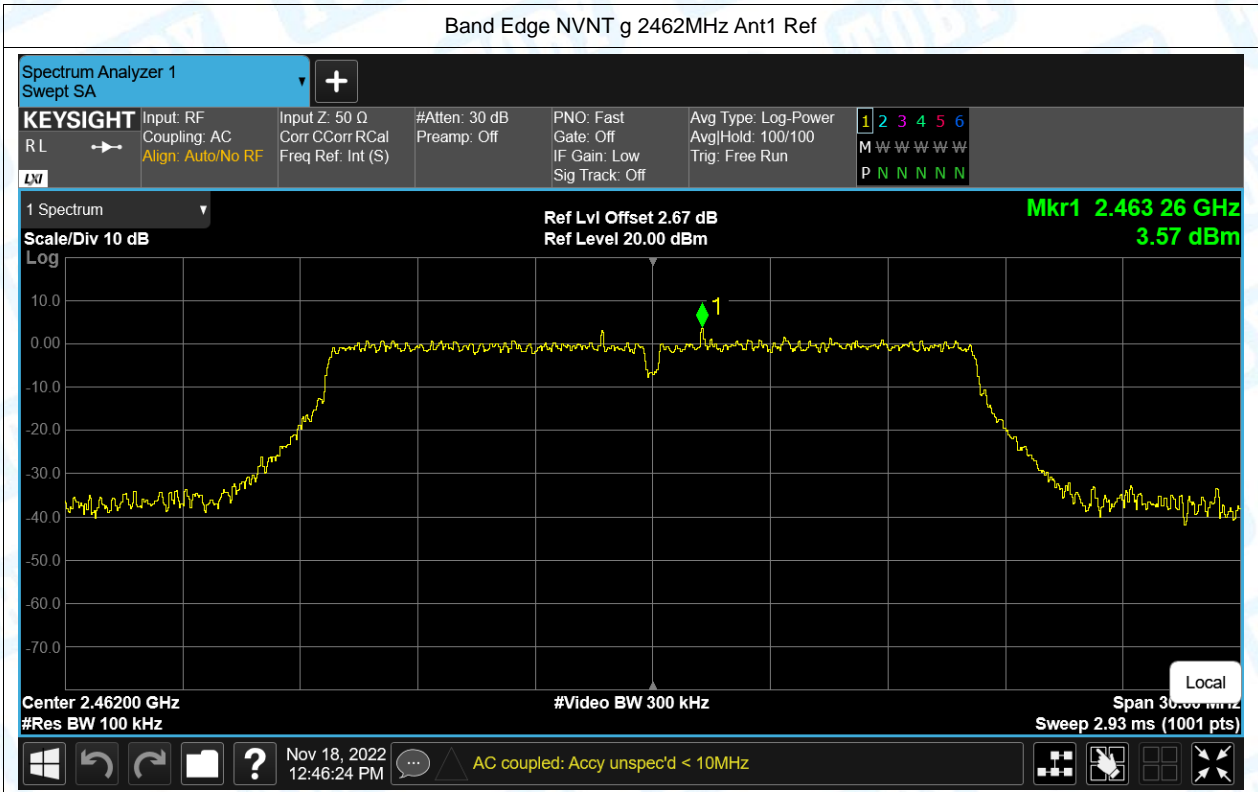 Band Edge NVNT g 2462MHz Ant1 Ref
Spectrum Analyzer 1
Swept SA
KEYSIGHT
R L
LXI
Input: RF
Coupling: AC
Align: Auto/No RF
Input Z: 50 Ω
Corr CCorr RCal
Freq Ref: Int (S)
#Atten: 30 dB
Preamp: Off
PNO: Fast
Gate: Off
IF Gain: Low
Sig Track: Off
Avg Type: Log-Power
Avg|Hold: 100/100
Trig: Free Run
1 2 3 4 5 6
M W W W W W
P N N N N N
1 Spectrum
Scale/Div 10 dB
Ref Lvl Offset 2.67 dB
Ref Level 20.00 dBm
Mkr1 2.463 26 GHz
3.57 dBm
Log
1
10.0
0.00
-10.0
-20.0
-30.0
-40.0
-50.0
-60.0
-70.0
Local
Center 2.46200 GHz
#Video BW 300 kHz
Span 30.00 MHz
#Res BW 100 kHz
Sweep 2.93 ms (1001 pts)
?
Nov 18, 2022
12:46:24 PM
AC coupled: Accy unspec'd < 10MHz